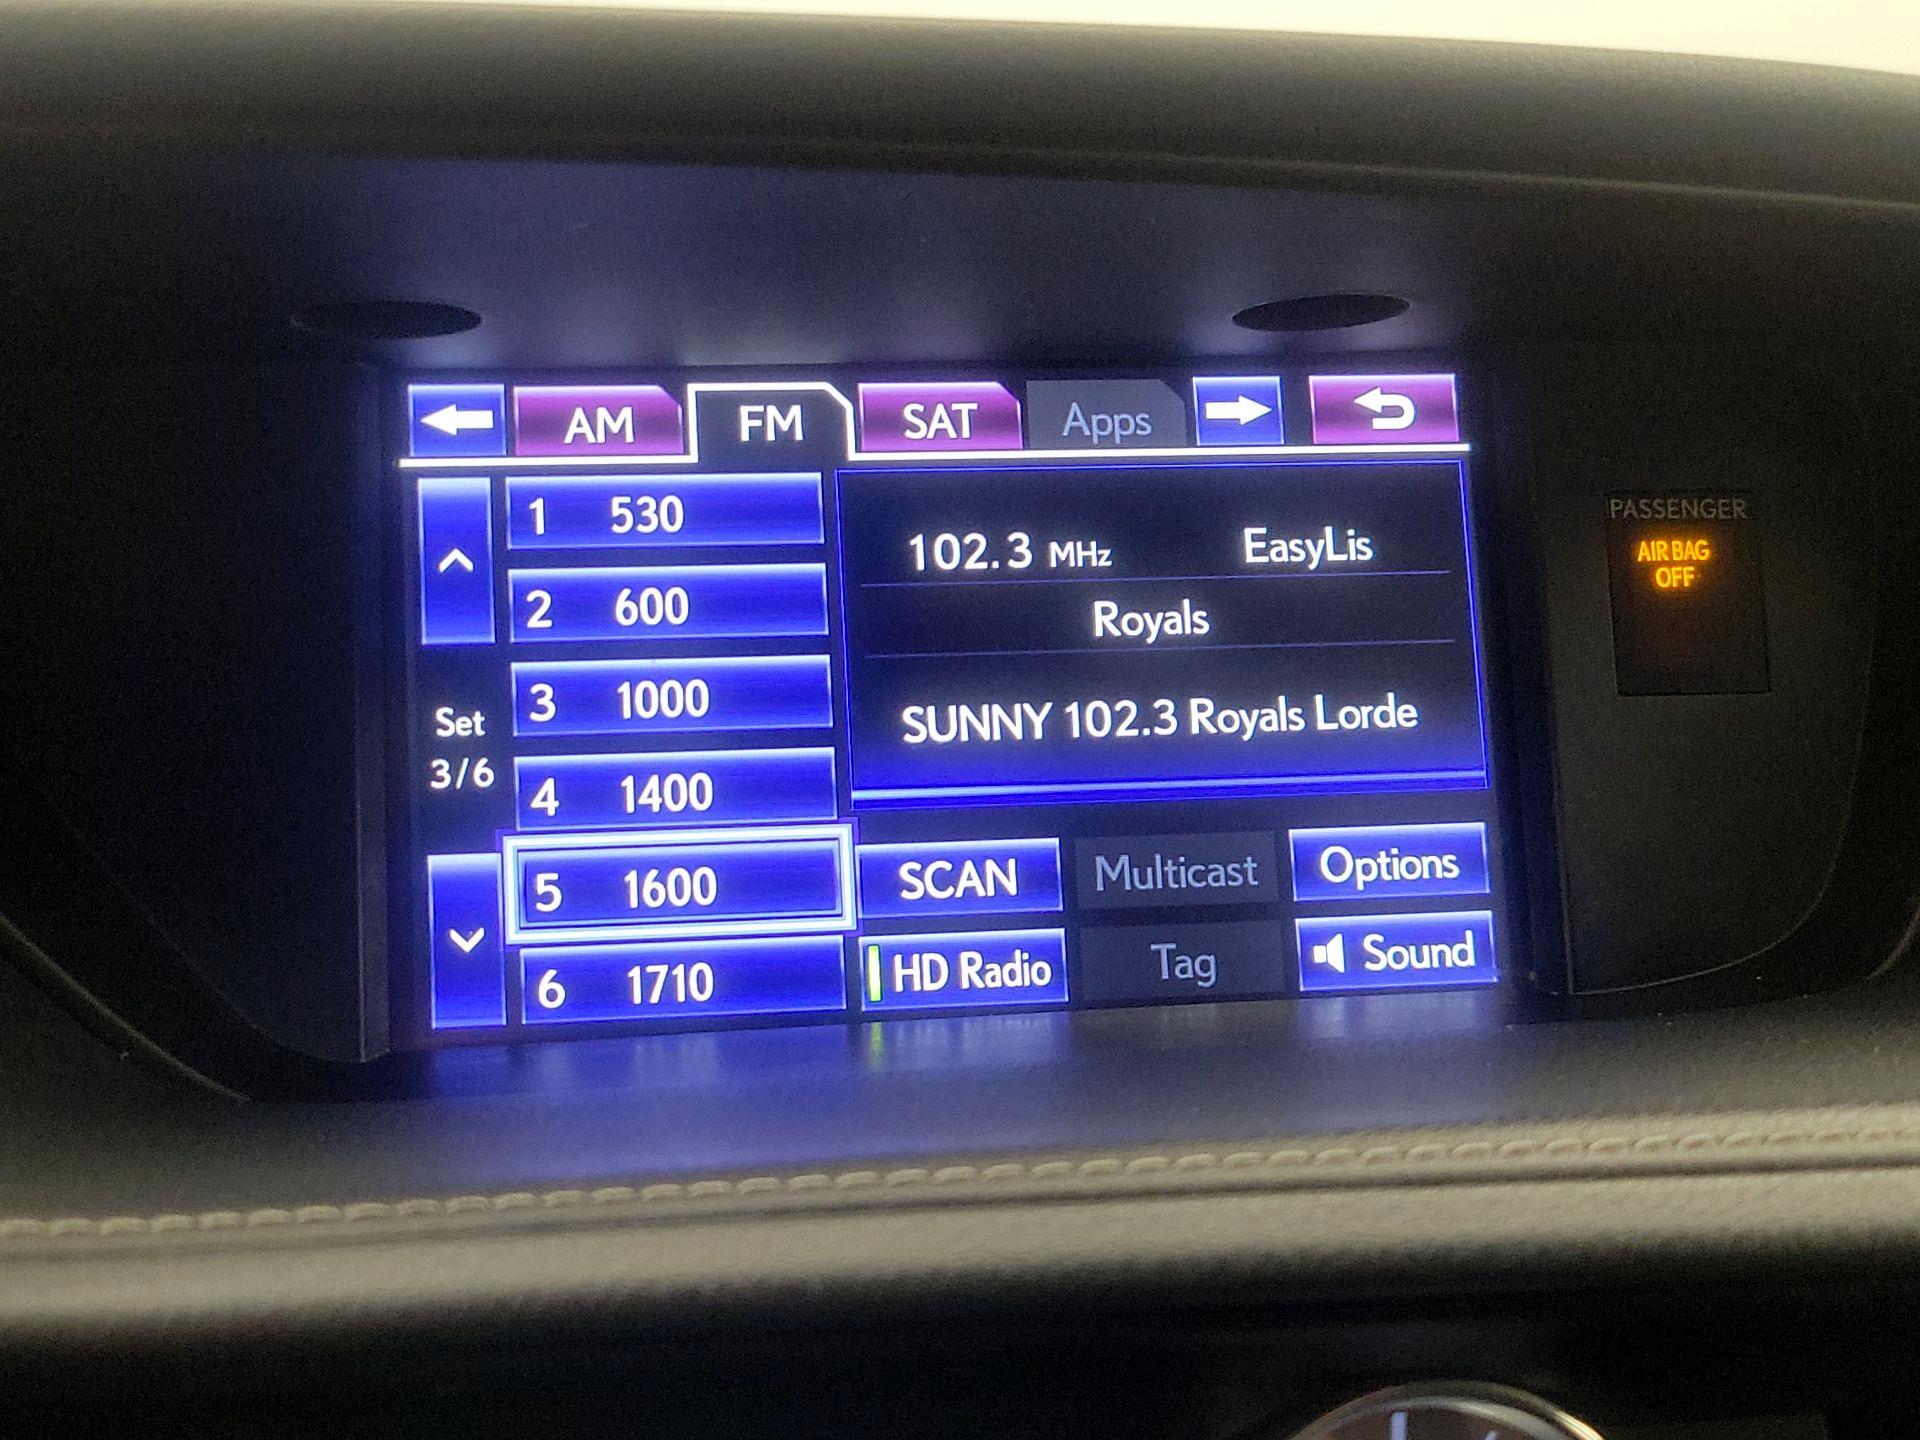 AM FM SAT Apps
1 530
2 600
3 1000
4 1400
5 1600
6 1710
Set
3/6
102.3 MHz EasyLis
Royals
SUNNY 102.3 Royals Lorde
SCAN Multicast Options
HD Radio Tag Sound
PASSENGER
AIR BAG
OFF